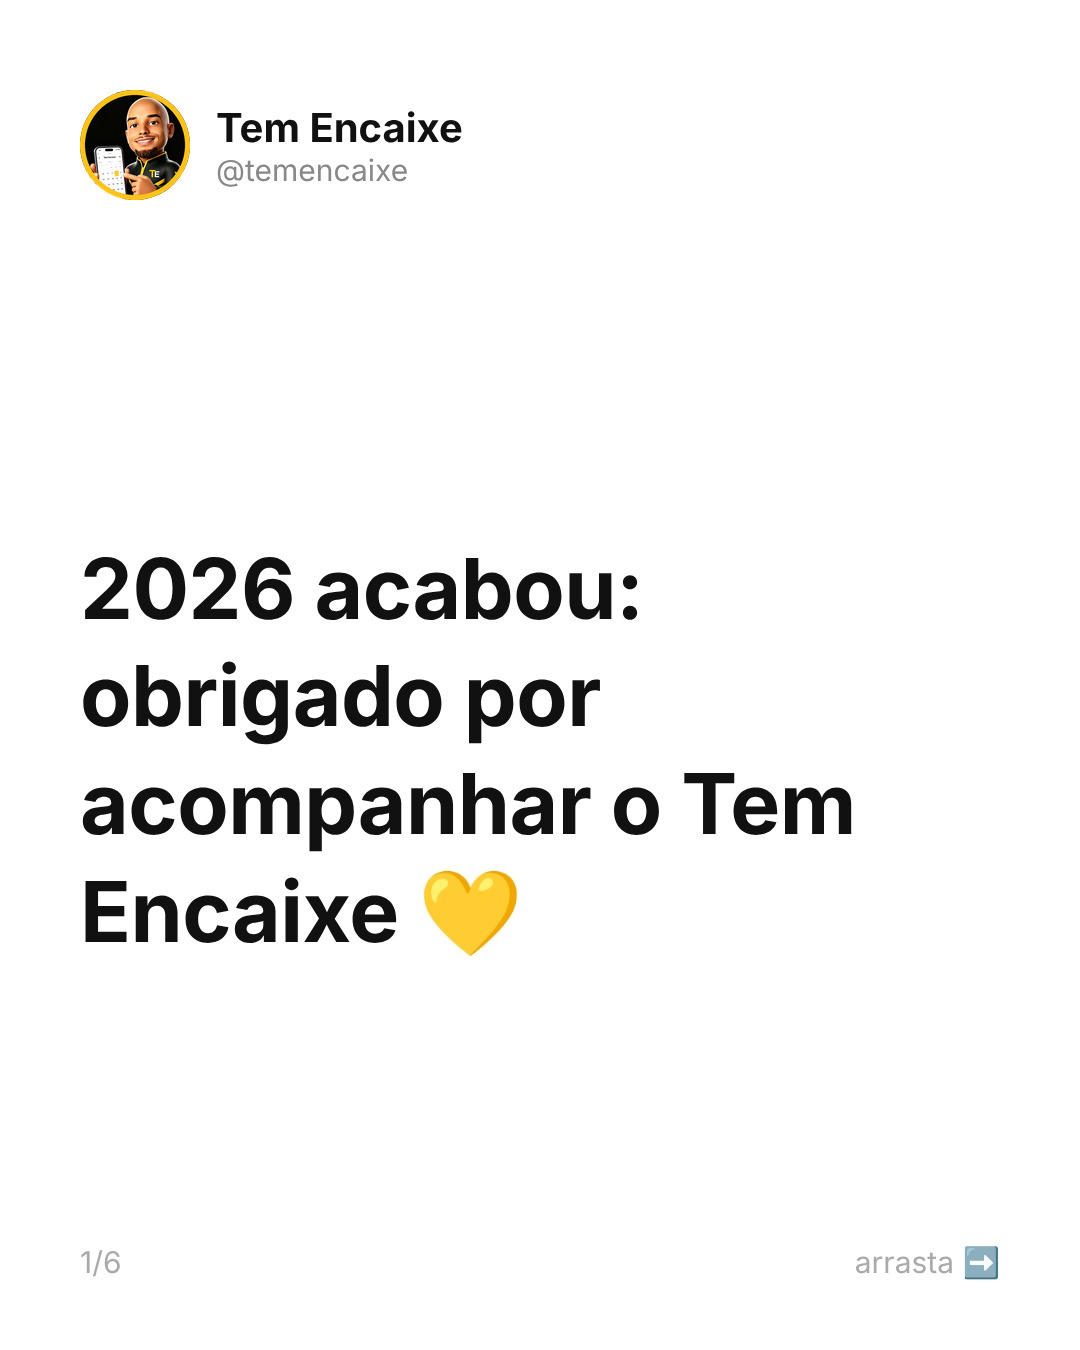 Tem Encaixe
@temencaixe
2026 acabou:
obrigado por
acompanhar o Tem
Encaixe 💛
1/6
arrasta ➡️